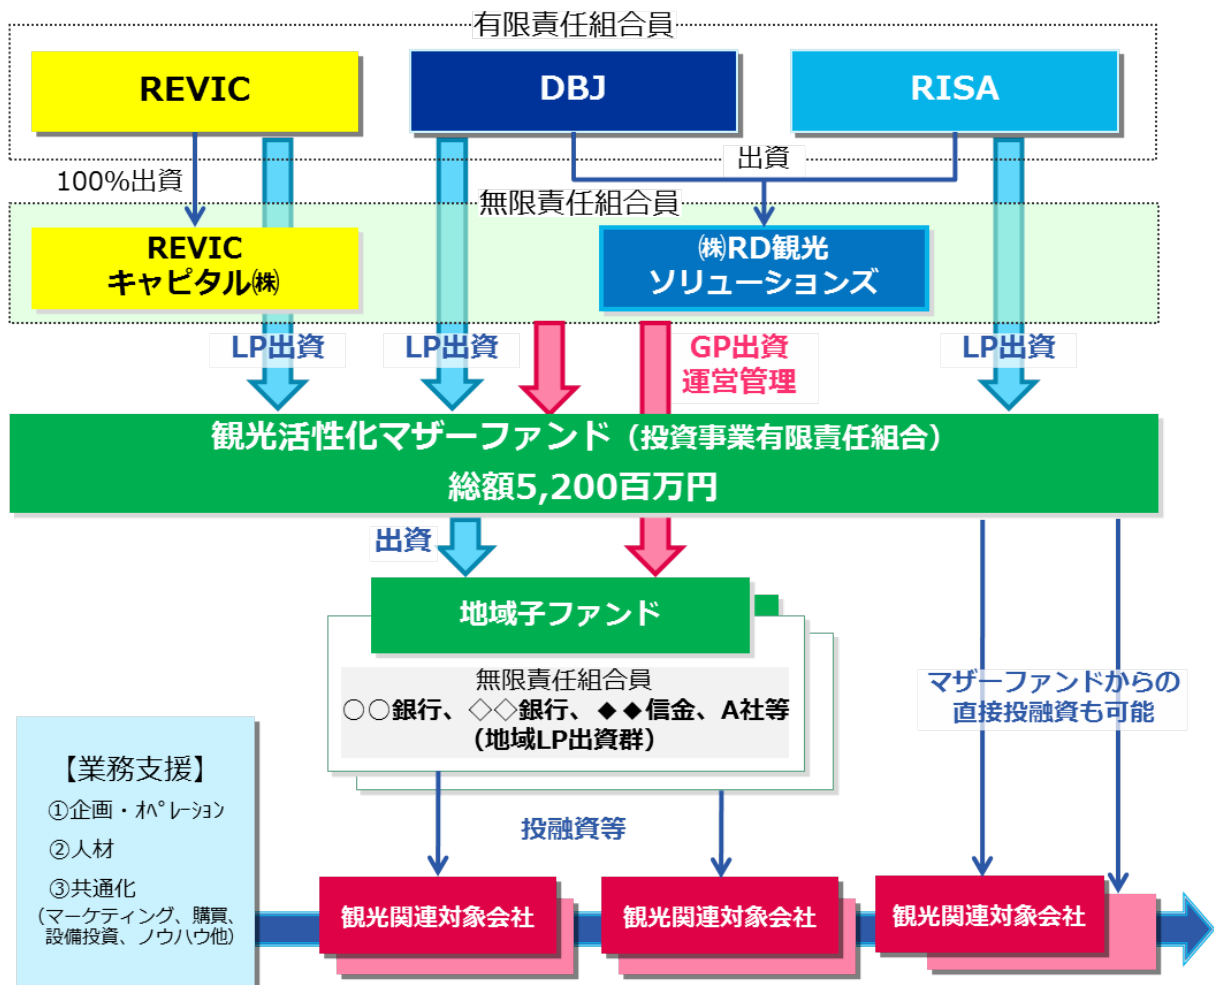 有限責任組合員
REVIC
DBJ
RISA
100%出資
出資
無限責任組合員
REVIC
キャピタル㈱
㈱RD観光
ソリューションズ
LP出資
LP出資
GP出資
運営管理
LP出資
観光活性化マザーファンド（投資事業有限責任組合）
総額5,200百万円
出資
地域子ファンド
無限責任組合員
○○銀行、◇◇銀行、◆◆信金、A社等
（地域LP出資群）
マザーファンドからの
直接投融資も可能
【業務支援】
①企画・ｵﾍﾟﾚｰｼｮﾝ
②人材
③共通化
（マーケティング、購買、
設備投資、ノウハウ他）
投融資等
観光関連対象会社
観光関連対象会社
観光関連対象会社